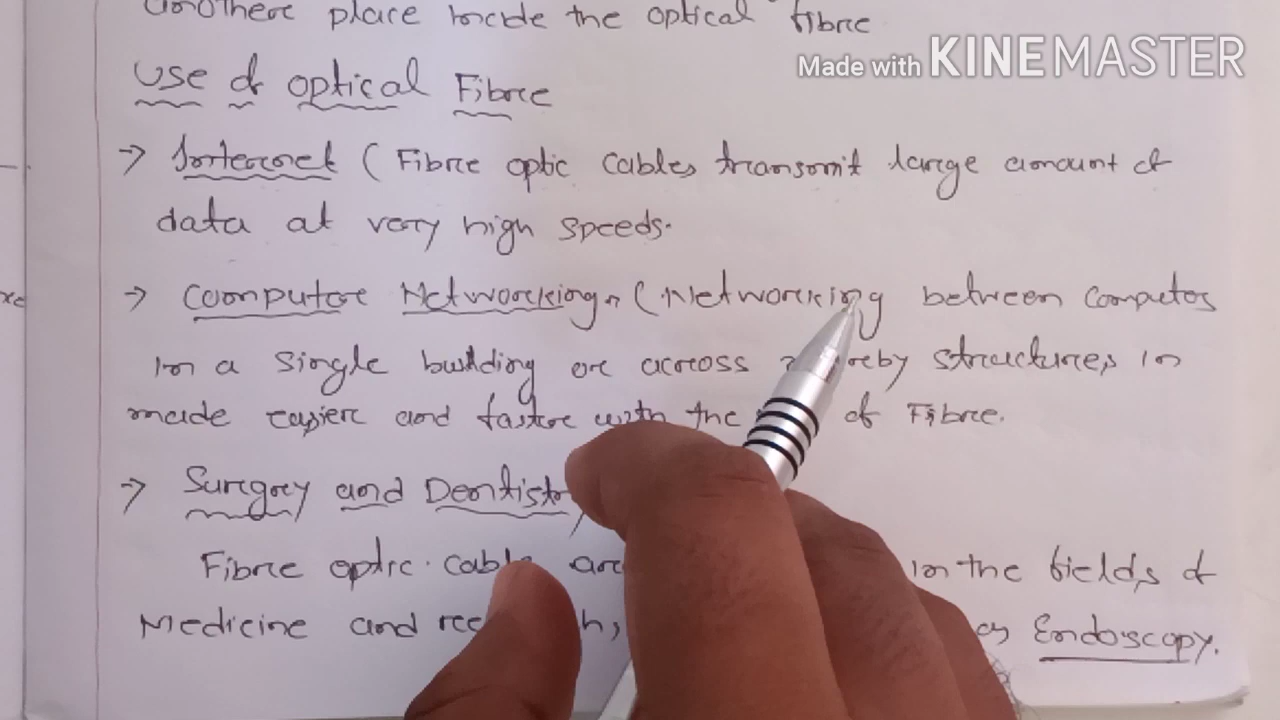 another place inside the optical fibre
Made with KINEMASTER
Use of optical Fibre
→ Internet ( Fibre optic cables transmit large amount of
data at very high speeds.
→ Computer Networking, ( Networking between computers
in a single building or across structures, in
made easier and faster with the of Fibre.
→ Surgery and Dentistry
Fibre optic cable are in the fields of
Medicine and as Endoscopy.